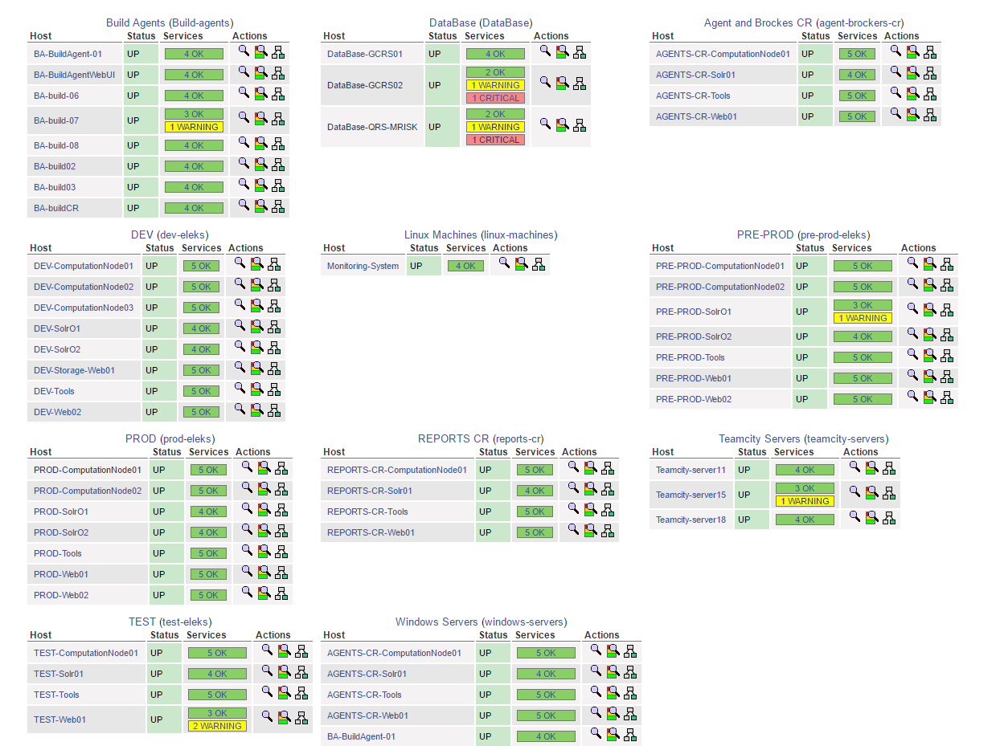 Build Agents (Build-agents)
Host Status Services Actions
BA-BuildAgent-01 UP 4 OK
BA-BuildAgentWebUI UP 4 OK
BA-build-06 UP 4 OK
BA-build-07 UP 3 OK
1 WARNING
BA-build-08 UP 4 OK
BA-build02 UP 4 OK
BA-build03 UP 4 OK
BA-buildCR UP 4 OK
DataBase (DataBase)
Host Status Services Actions
DataBase-GCRS01 UP 4 OK
DataBase-GCRS02 UP 2 OK
1 WARNING
1 CRITICAL
DataBase-QRS-MRISK UP 2 OK
1 WARNING
1 CRITICAL
Agent and Brockes CR (agent-brockers-cr)
Host Status Services Actions
AGENTS-CR-ComputationNode01 UP 5 OK
AGENTS-CR-Solr01 UP 4 OK
AGENTS-CR-Tools UP 5 OK
AGENTS-CR-Web01 UP 5 OK
DEV (dev-eleks)
Host Status Services Actions
DEV-ComputationNode01 UP 5 OK
DEV-ComputationNode02 UP 5 OK
DEV-ComputationNode03 UP 5 OK
DEV-SolrO1 UP 4 OK
DEV-SolrO2 UP 4 OK
DEV-Storage-Web01 UP 5 OK
DEV-Tools UP 5 OK
DEV-Web02 UP 5 OK
Linux Machines (linux-machines)
Host Status Services Actions
Monitoring-System UP 4 OK
PRE-PROD (pre-prod-eleks)
Host Status Services Actions
PRE-PROD-ComputationNode01 UP 5 OK
PRE-PROD-ComputationNode02 UP 5 OK
PRE-PROD-SolrO1 UP 3 OK
1 WARNING
PRE-PROD-SolrO2 UP 4 OK
PRE-PROD-Tools UP 5 OK
PRE-PROD-Web01 UP 5 OK
PRE-PROD-Web02 UP 5 OK
PROD (prod-eleks)
Host Status Services Actions
PROD-ComputationNode01 UP 5 OK
PROD-ComputationNode02 UP 5 OK
PROD-SolrO1 UP 4 OK
PROD-SolrO2 UP 4 OK
PROD-Tools UP 5 OK
PROD-Web01 UP 5 OK
PROD-Web02 UP 5 OK
REPORTS CR (reports-cr)
Host Status Services Actions
REPORTS-CR-ComputationNode01 UP 5 OK
REPORTS-CR-Solr01 UP 4 OK
REPORTS-CR-Tools UP 5 OK
REPORTS-CR-Web01 UP 5 OK
Teamcity Servers (teamcity-servers)
Host Status Services Actions
Teamcity-server11 UP 4 OK
Teamcity-server15 UP 3 OK
1 WARNING
Teamcity-server18 UP 4 OK
TEST (test-eleks)
Host Status Services Actions
TEST-ComputationNode01 UP 5 OK
TEST-Solr01 UP 4 OK
TEST-Tools UP 5 OK
TEST-Web01 UP 3 OK
2 WARNING
Windows Servers (windows-servers)
Host Status Services Actions
AGENTS-CR-ComputationNode01 UP 5 OK
AGENTS-CR-Solr01 UP 4 OK
AGENTS-CR-Tools UP 5 OK
AGENTS-CR-Web01 UP 5 OK
BA-BuildAgent-01 UP 4 OK